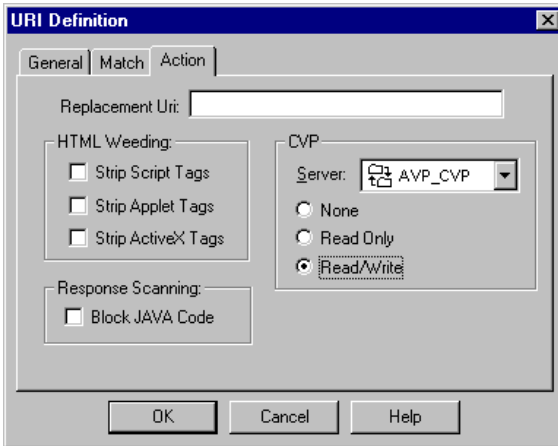 URI Definition
General Match Action
Replacement Uri:
HTML Weeding:
Strip Script Tags
Strip Applet Tags
Strip ActiveX Tags
Response Scanning:
Block JAVA Code
CVP
Server: AVP_CVP
None
Read Only
Read/Write
OK Cancel Help